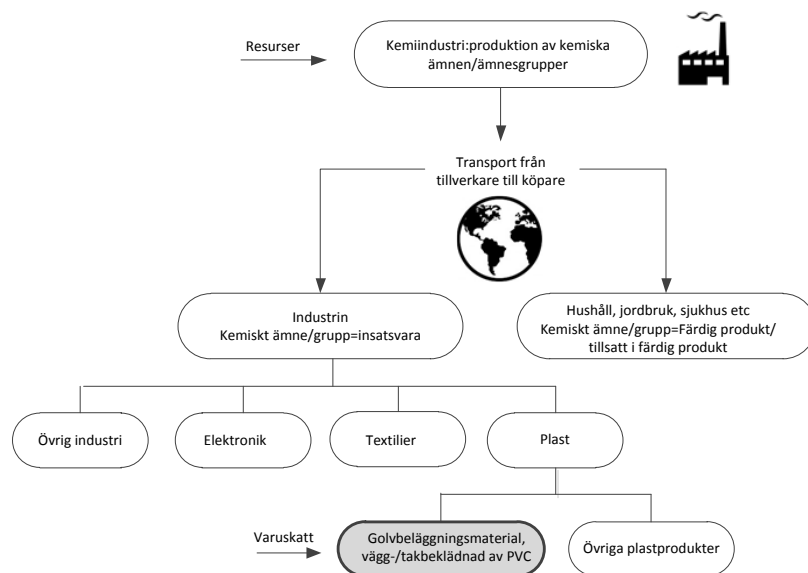 Resurser
Kemiindustri:produktion av kemiska
ämnen/ämnesgrupper
Transport från
tillverkare till köpare
Industrin
Kemiskt ämne/grupp=insatsvara
Hushåll, jordbruk, sjukhus etc
Kemiskt ämne/grupp=Färdig produkt/
tillsatt i färdig produkt
Övrig industri
Elektronik
Textilier
Plast
Varuskatt
Golvbeläggningsmaterial,
vägg-/takbeklädnad av PVC
Övriga plastprodukter